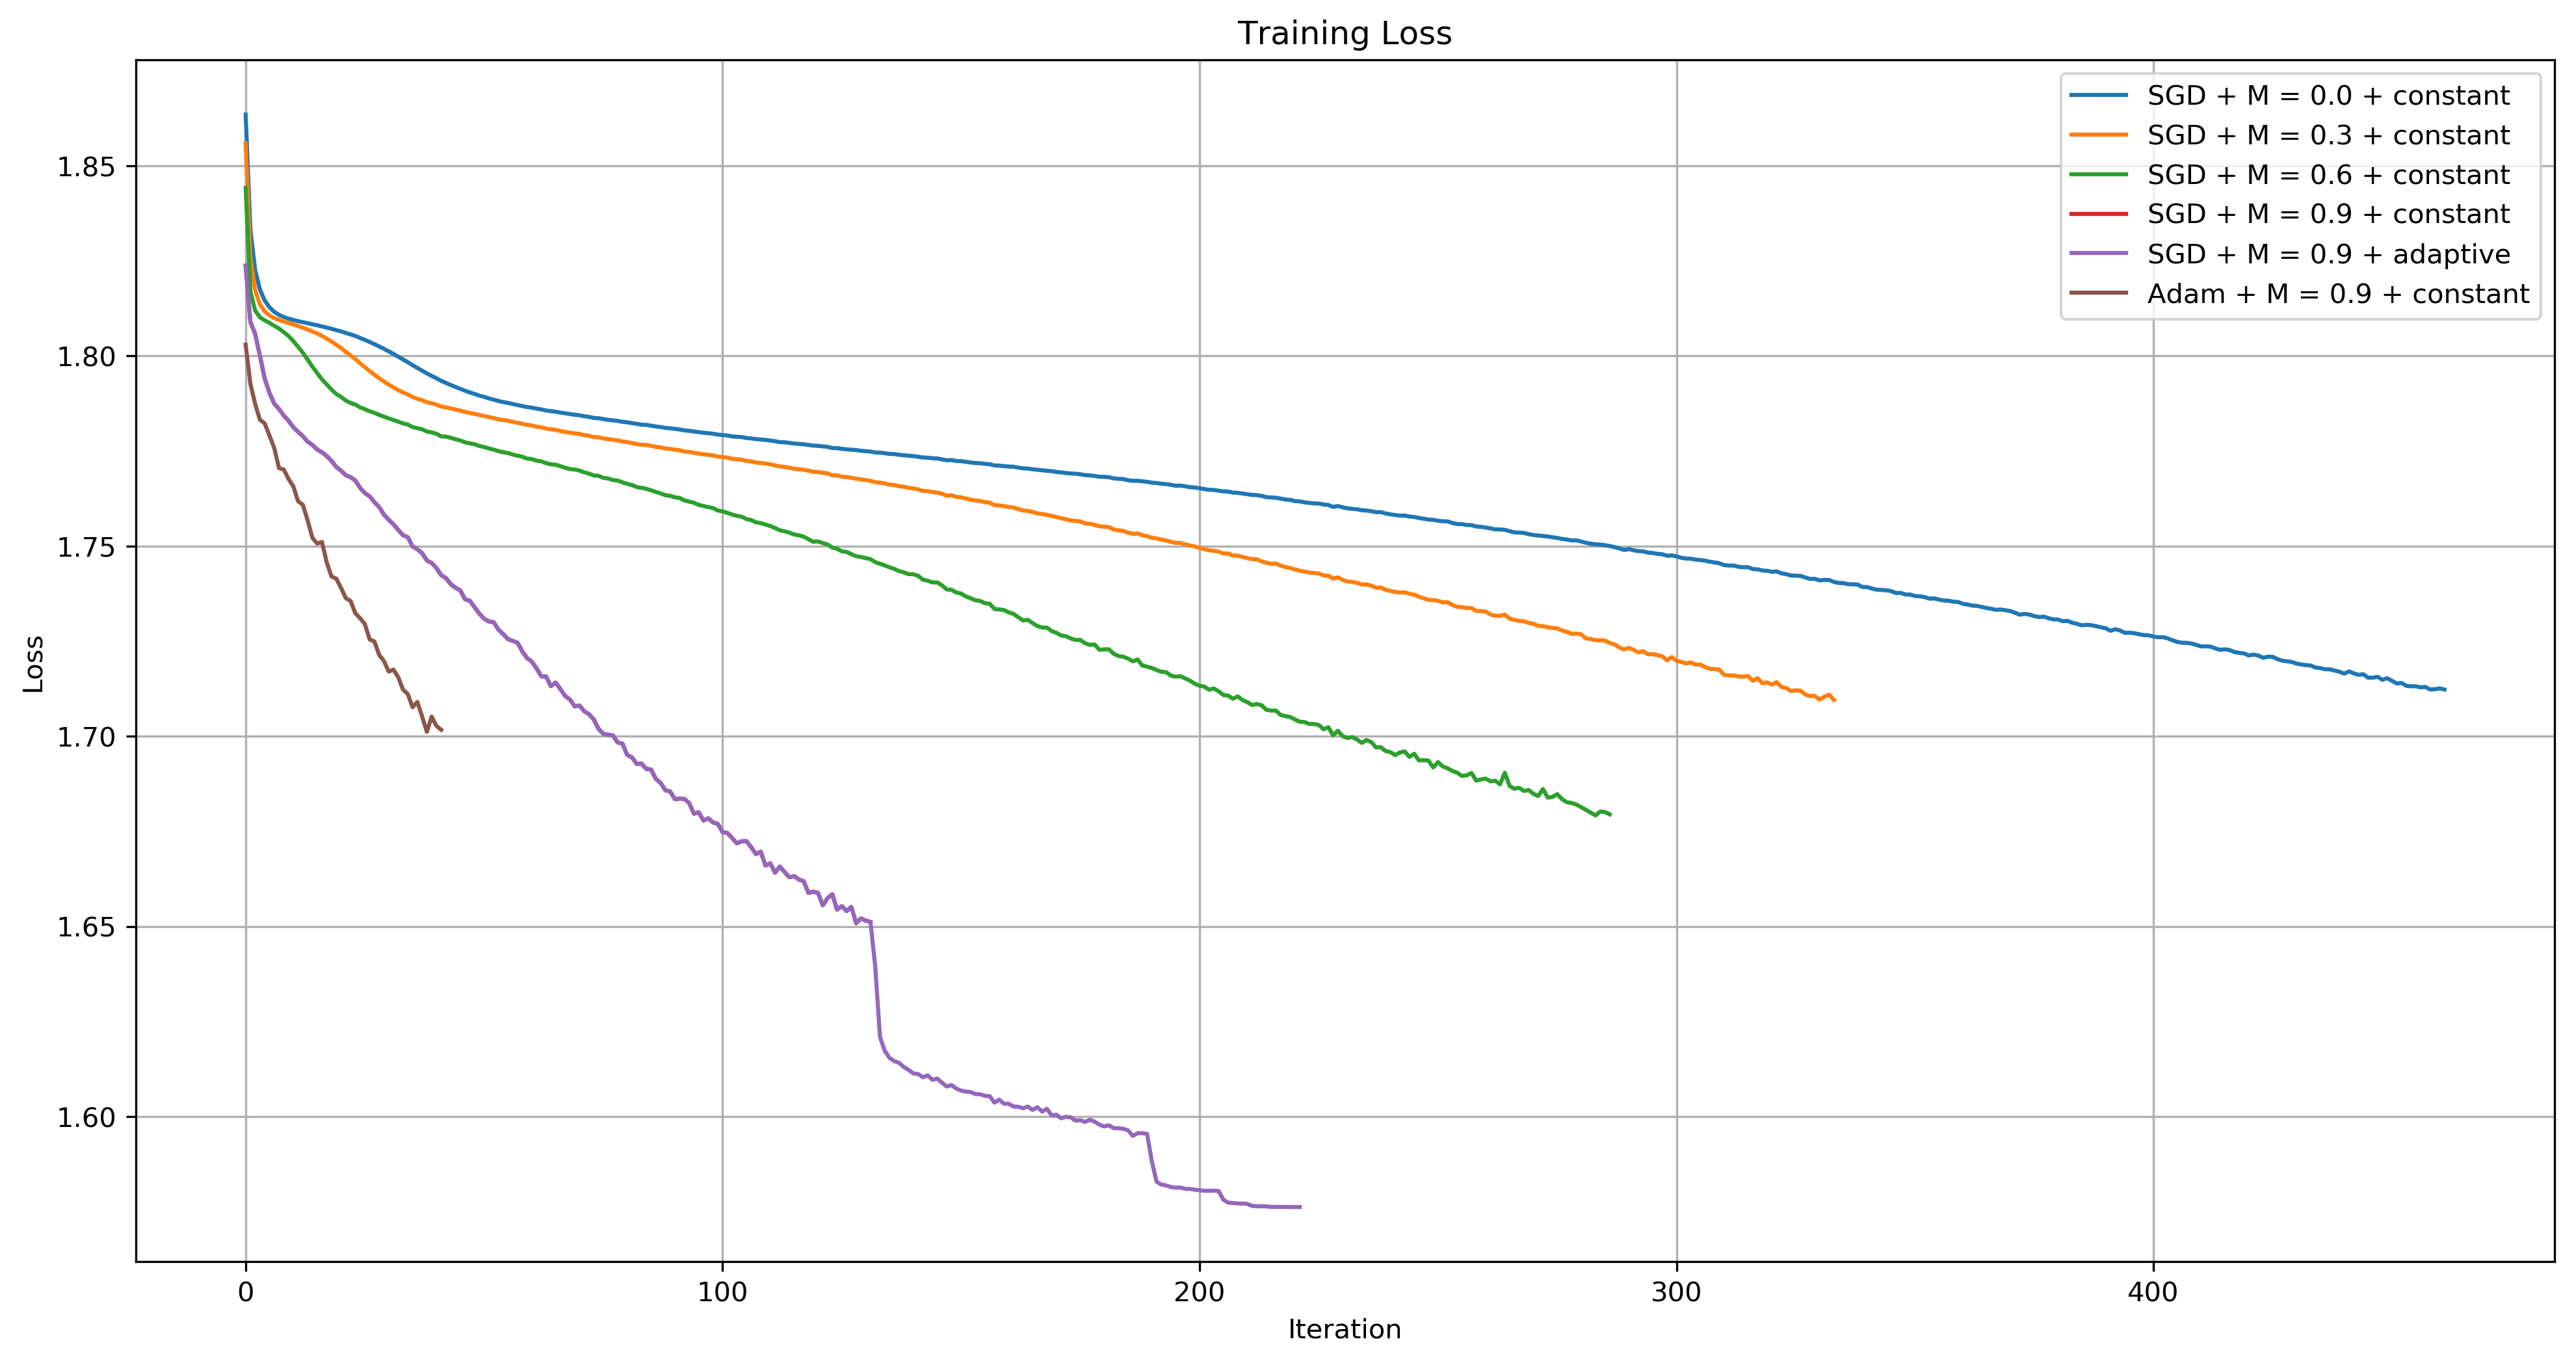 Training Loss
SGD + M = 0.0 + constant
SGD + M = 0.3 + constant
SGD + M = 0.6 + constant
SGD + M = 0.9 + constant
SGD + M = 0.9 + adaptive
Adam + M = 0.9 + constant
1.85
1.80
1.75
1.70
1.65
1.60
Loss
0 100 200 300 400
Iteration